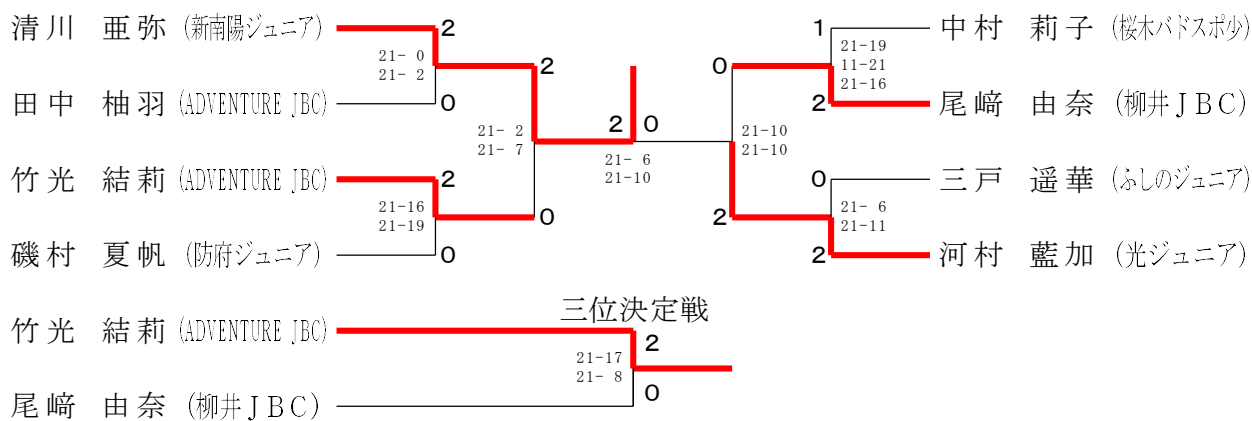 清川 亜弥 (新南陽ジュニア)
2
21- 0
21- 2
田中 柚羽 (ADVENTURE JBC)
0
2
21- 2
21- 7
0
竹光 結莉 (ADVENTURE JBC)
2
21-16
21-19
磯村 夏帆 (防府ジュニア)
0
2 0
21- 6
21-10
1
中村 莉子 (桜木バドスポ少)
21-19
11-21
21-16
2
尾﨑 由奈 (柳井JBC)
0
21-10
21-10
2
0
三戸 遥華 (ふしのジュニア)
21- 6
21-11
2
河村 藍加 (光ジュニア)
三位決定戦
竹光 結莉 (ADVENTURE JBC)
2
21-17
21- 8
0
尾﨑 由奈 (柳井JBC)